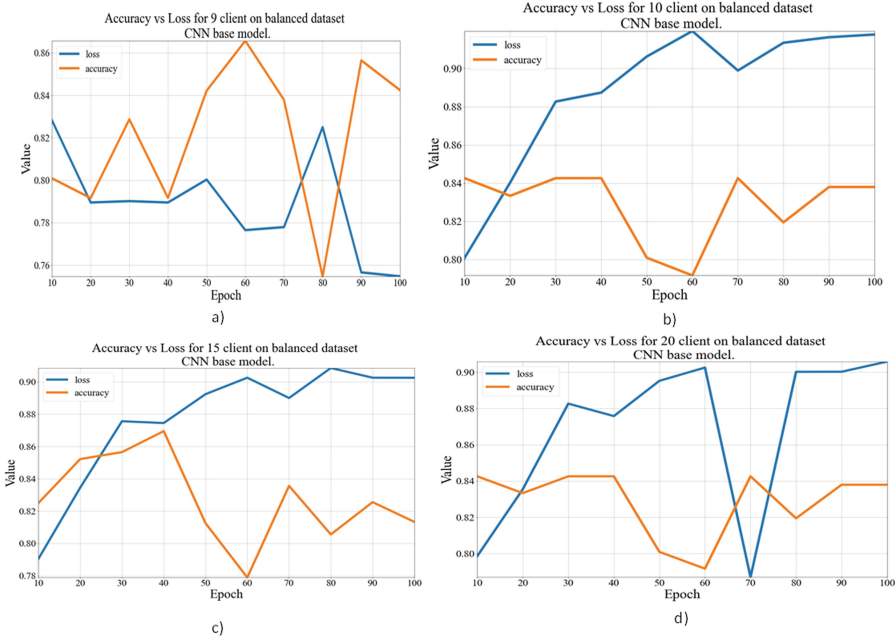 Accuracy vs Loss for 9 client on balanced dataset
CNN base model.
loss
accuracy
0.86
0.84
0.82
0.80
0.78
0.76
Value
10 20 30 40 50 60 70 80 90 100
Epoch
a)
Accuracy vs Loss for 10 client on balanced dataset
CNN base model.
loss
accuracy
0.90
0.88
0.86
0.84
0.82
0.80
Value
10 20 30 40 50 60 70 80 90 100
Epoch
b)
Accuracy vs Loss for 15 client on balanced dataset
CNN base model.
loss
accuracy
0.90
0.88
0.86
0.84
0.82
0.80
0.78
Value
10 20 30 40 50 60 70 80 90 100
Epoch
c)
Accuracy vs Loss for 20 client on balanced dataset
CNN base model.
loss
accuracy
0.90
0.88
0.86
0.84
0.82
0.80
Value
10 20 30 40 50 60 70 80 90 100
Epoch
d)